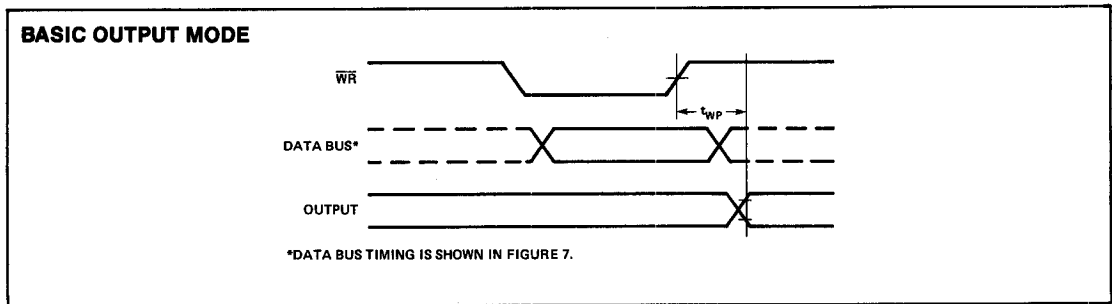 BASIC OUTPUT MODE
WR
tWP
DATA BUS*
OUTPUT
*DATA BUS TIMING IS SHOWN IN FIGURE 7.